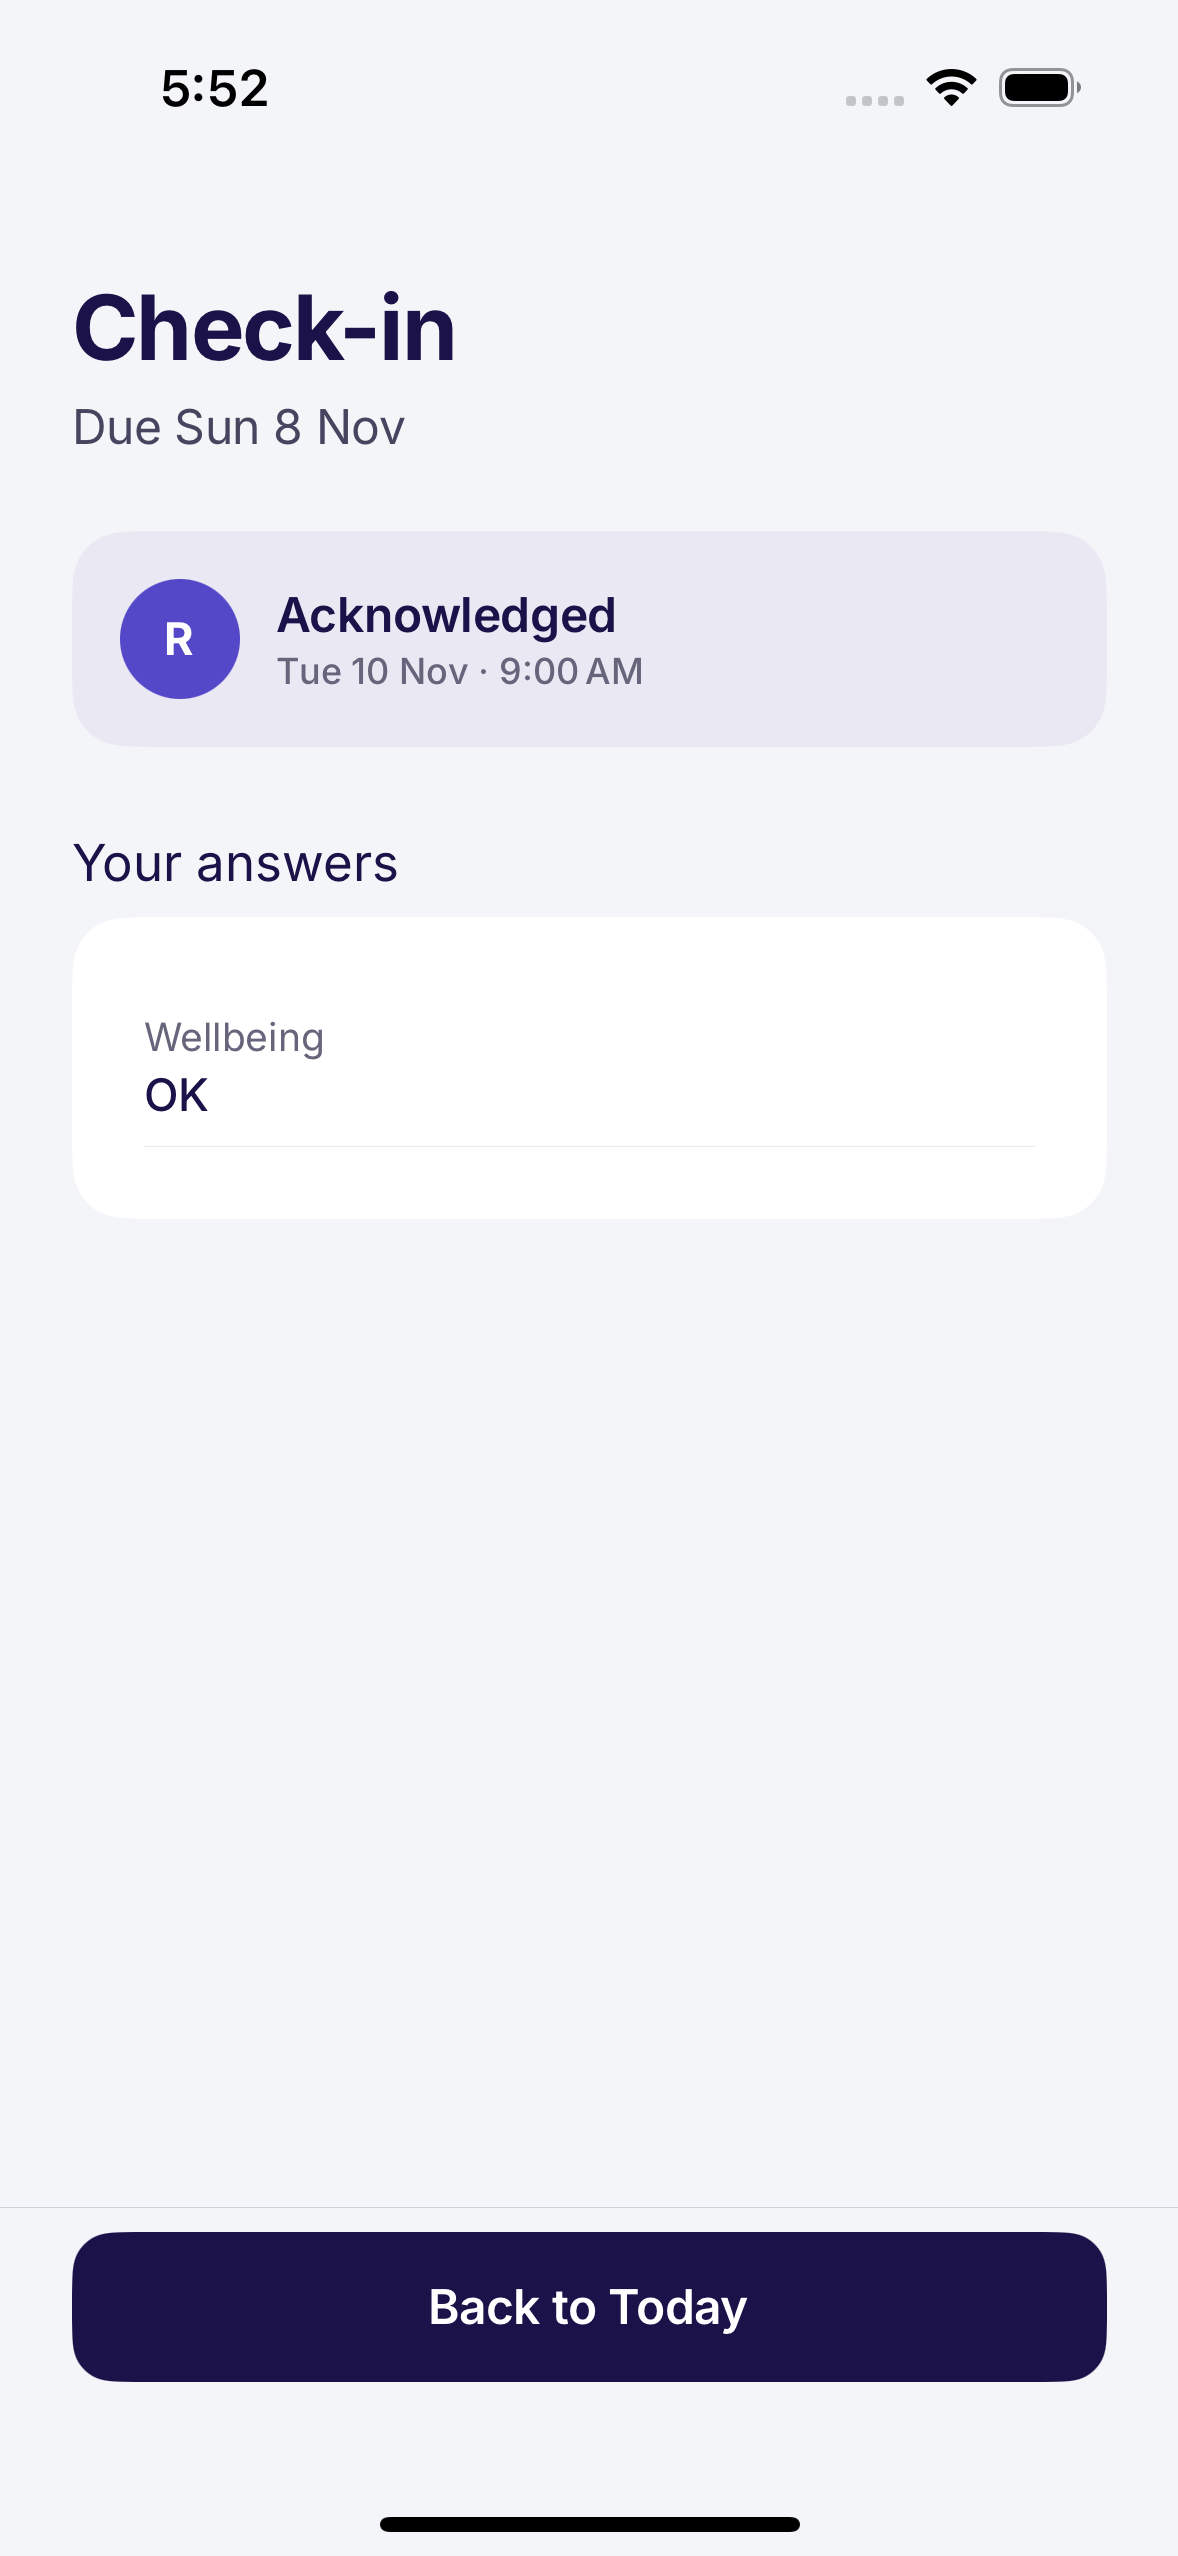 5:52
Check-in
Due Sun 8 Nov
R
Acknowledged
Tue 10 Nov · 9:00 AM
Your answers
Wellbeing
OK
Back to Today